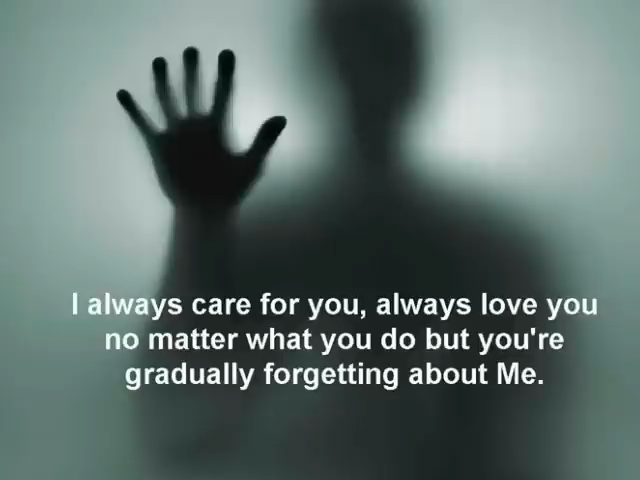 I always care for you, always love you
no matter what you do but you're
gradually forgetting about Me.